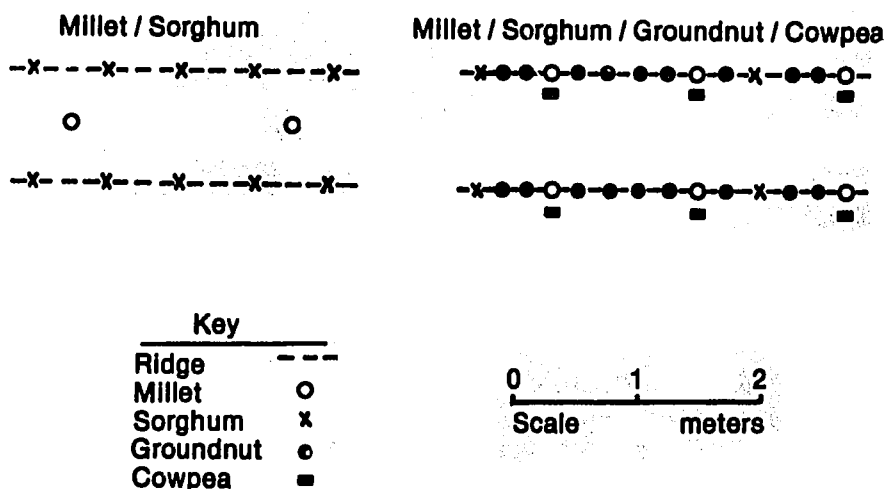 Millet / Sorghum
Millet / Sorghum / Groundnut / Cowpea
Key
Ridge
Millet
Sorghum
Groundnut
Cowpea
0 1 2
Scale meters